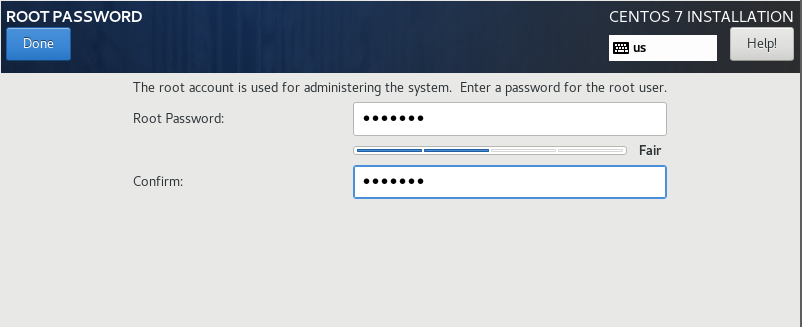 ROOT PASSWORD
CENTOS 7 INSTALLATION
Done
us
Help!
The root account is used for administering the system.  Enter a password for the root user.
Root Password: •••••••
Fair
Confirm: •••••••